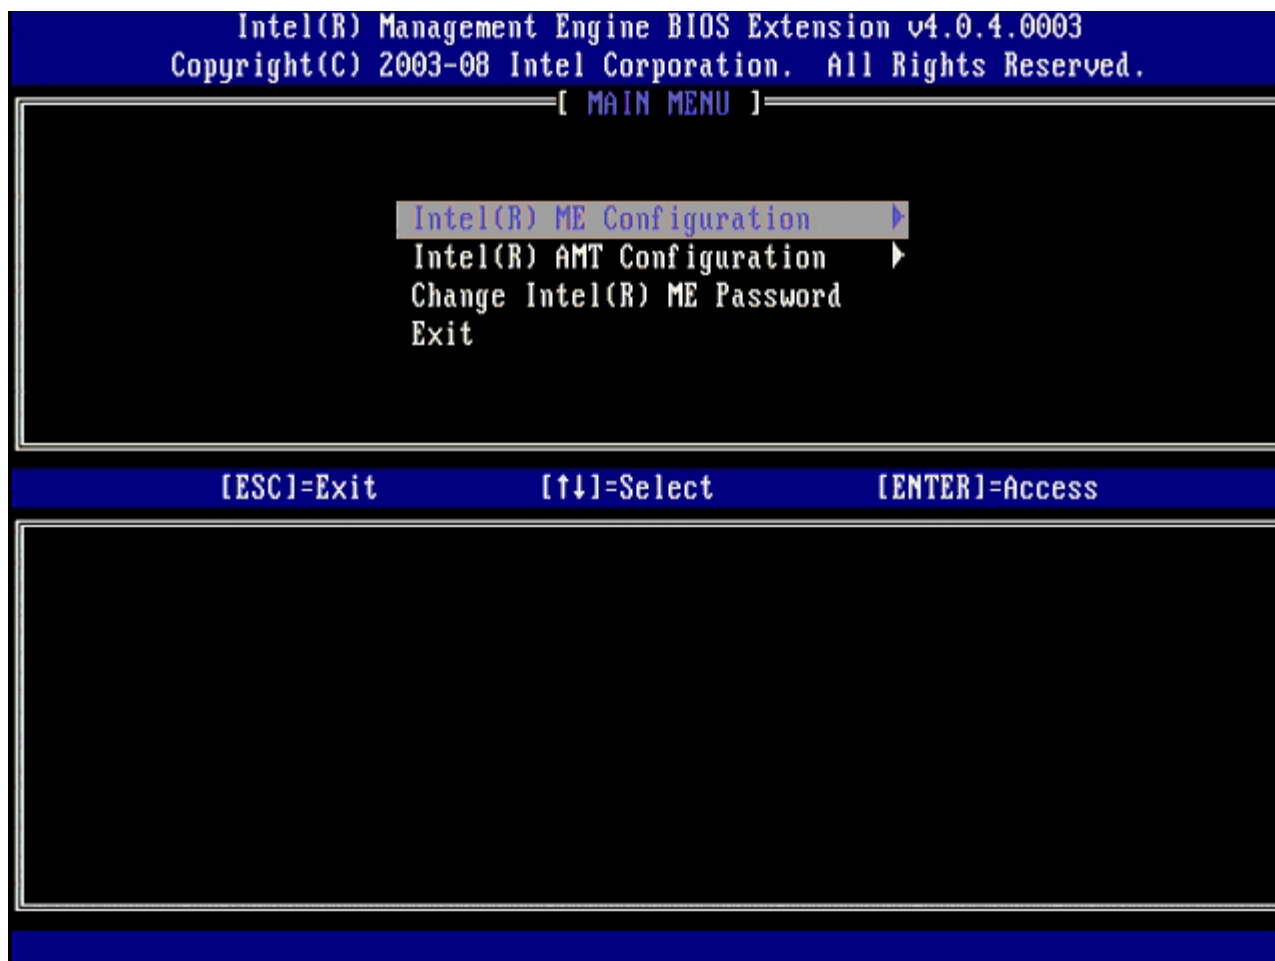 Intel(R) Management Engine BIOS Extension v4.0.4.0003
Copyright(C) 2003-08 Intel Corporation. All Rights Reserved.
[ MAIN MENU ]
Intel(R) ME Configuration ►
Intel(R) AMT Configuration ►
Change Intel(R) ME Password
Exit
[ESC]=Exit [↑↓]=Select [ENTER]=Access